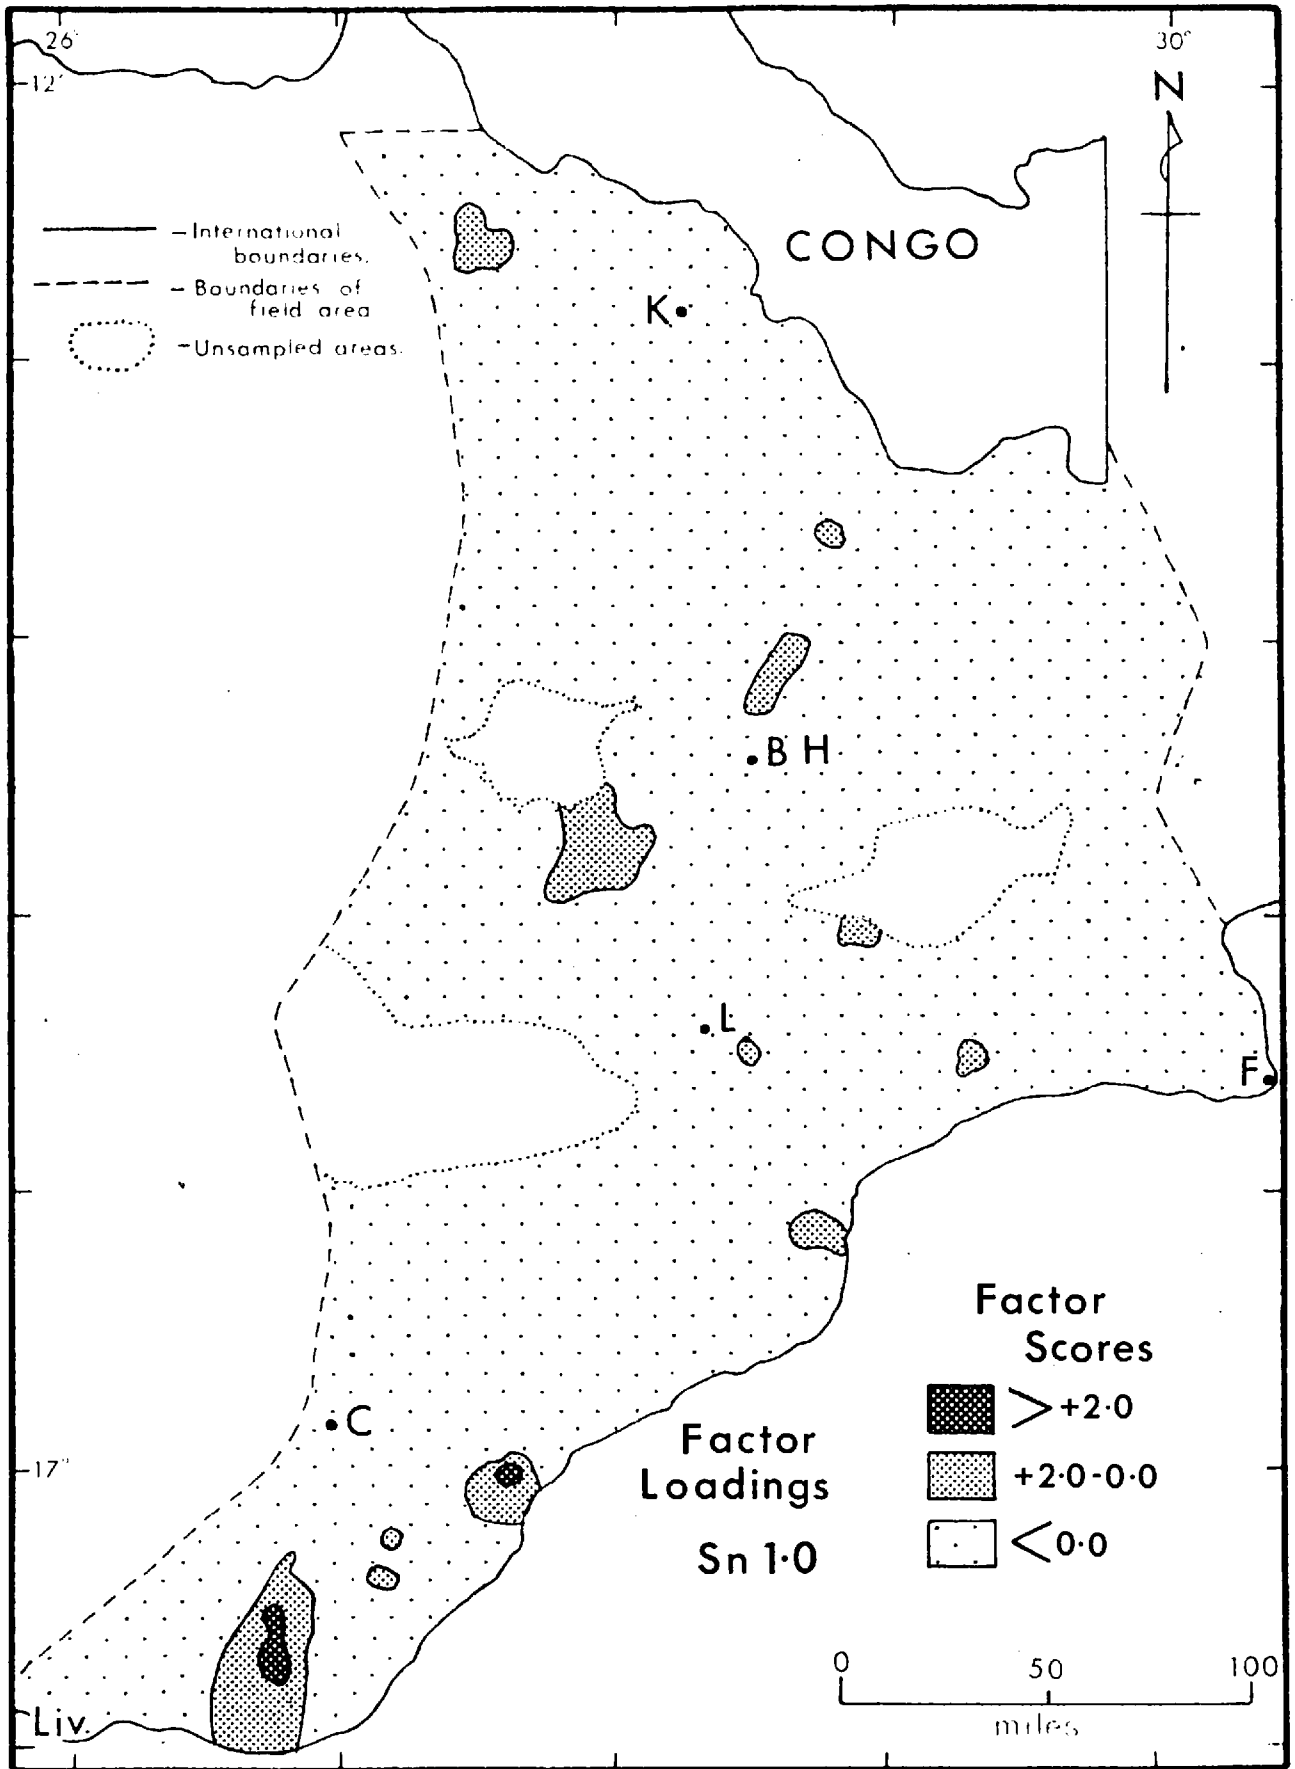 26°
30°
12°
N
CONGO
– International
boundaries.
– Boundaries of
field area
– Unsampled areas.
K
B H
L
F
C
17°
Liv.
Factor
Loadings
Sn 1·0
Factor
Scores
>+2·0
+2·0-0·0
<0·0
0 50 100
miles